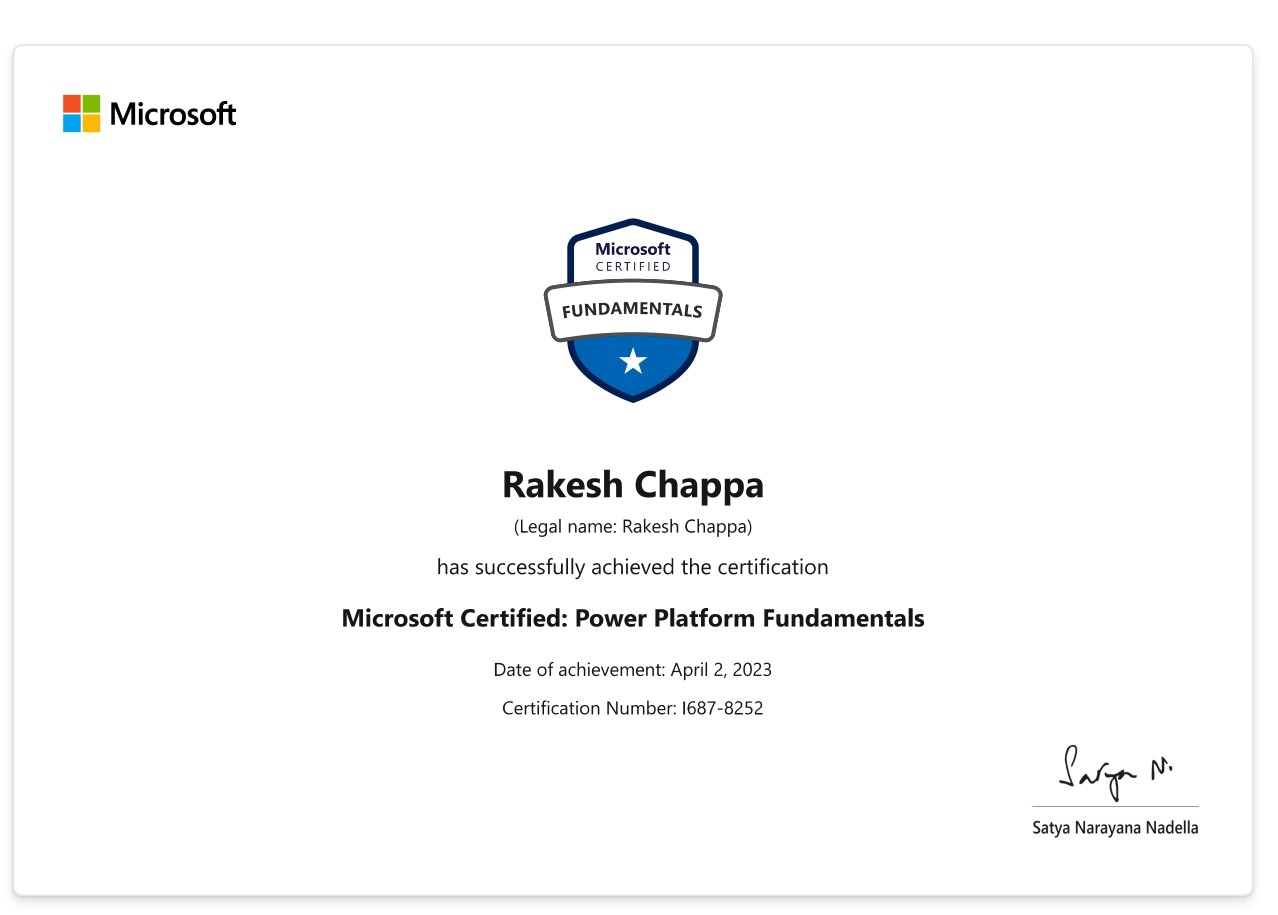 Microsoft
Microsoft
CERTIFIED
FUNDAMENTALS
Rakesh Chappa
(Legal name: Rakesh Chappa)
has successfully achieved the certification
Microsoft Certified: Power Platform Fundamentals
Date of achievement: April 2, 2023
Certification Number: I687-8252
Satya N.
Satya Narayana Nadella